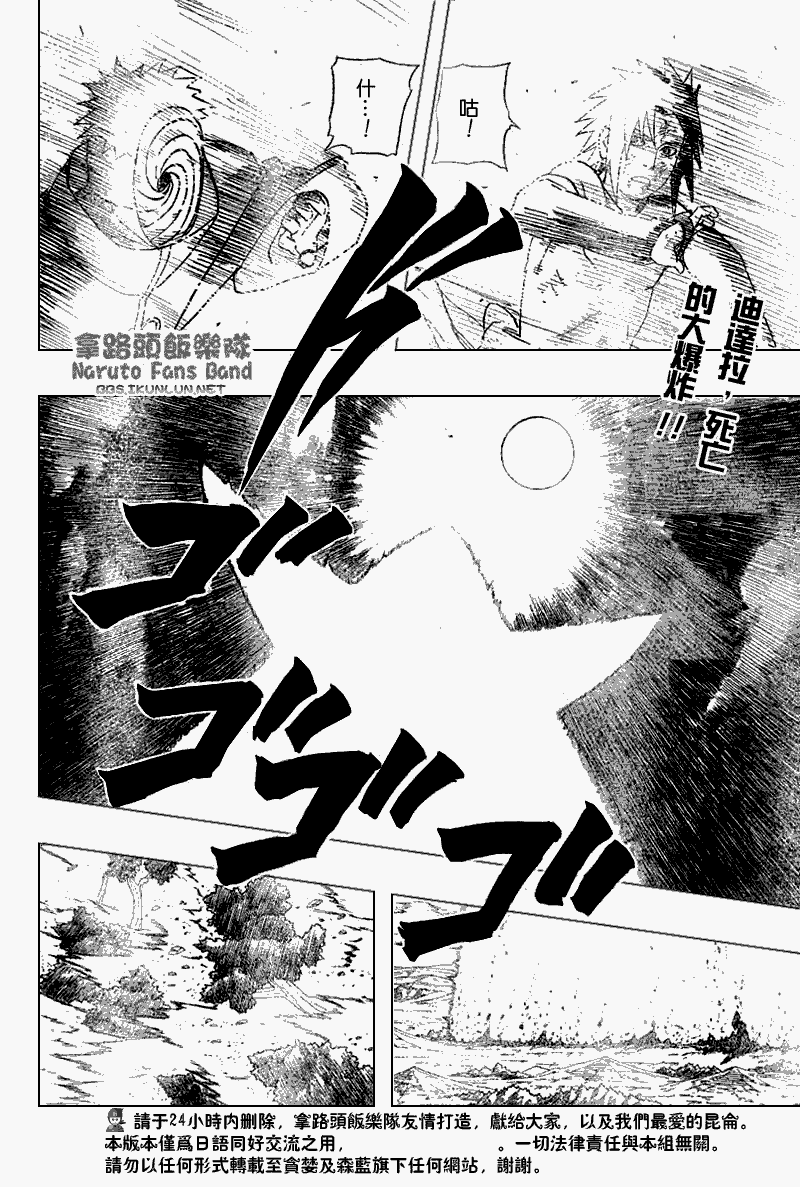 咕！
什…！
迪達拉，死亡
的大爆炸！！
ドゴゴゴゴ
拿路頭飯樂隊
Naruto Fans Band
BBS.IKUNLUN.NET
請于24小時内删除，拿路頭飯樂隊友情打造，獻給大家，以及我們最愛的昆侖。
本版本僅爲日語同好交流之用，。一切法律責任與本組無關。
請勿以任何形式轉載至貪婪及森藍旗下任何網站，謝謝。